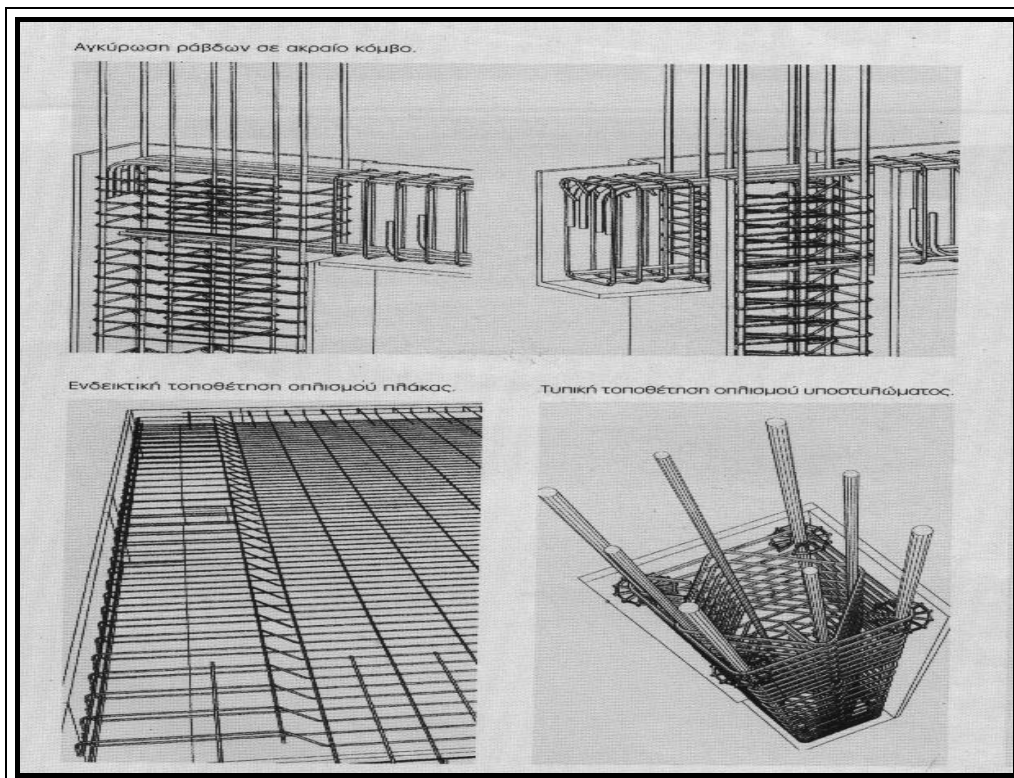 Αγκύρωση ράβδων σε ακραίο κόμβο.
Ενδεικτική τοποθέτηση οπλισμού πλάκας.
Τυπική τοποθέτηση οπλισμού υποστυλώματος.